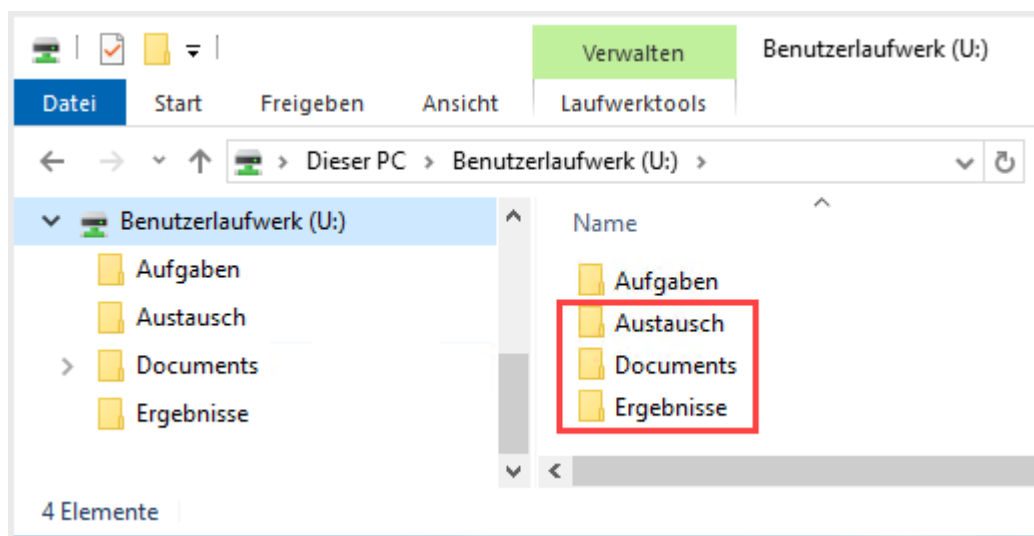 Verwalten Benutzerlaufwerk (U:)
Datei Start Freigeben Ansicht Laufwerktools
Dieser PC > Benutzerlaufwerk (U:) >
Benutzerlaufwerk (U:)
Aufgaben
Austausch
Documents
Ergebnisse
Name
Aufgaben
Austausch
Documents
Ergebnisse
4 Elemente